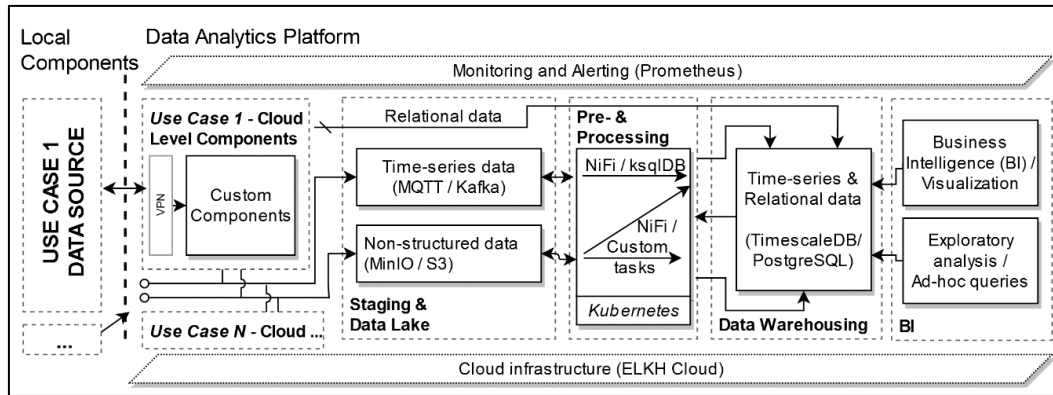 Local
Components
Data Analytics Platform
Monitoring and Alerting (Prometheus)
USE CASE 1
DATA SOURCE
...
Use Case 1 - Cloud
Level Components
VPN
Custom
Components
Use Case N - Cloud ...
Relational data
Time-series data
(MQTT / Kafka)
Non-structured data
(MinIO / S3)
Staging &
Data Lake
Pre- &
Processing
NiFi / ksqlDB
NiFi /
Custom
tasks
Kubernetes
Time-series &
Relational data
(TimescaleDB/
PostgreSQL)
Data Warehousing
Business
Intelligence (BI) /
Visualization
Exploratory
analysis /
Ad-hoc queries
BI
Cloud infrastructure (ELKH Cloud)